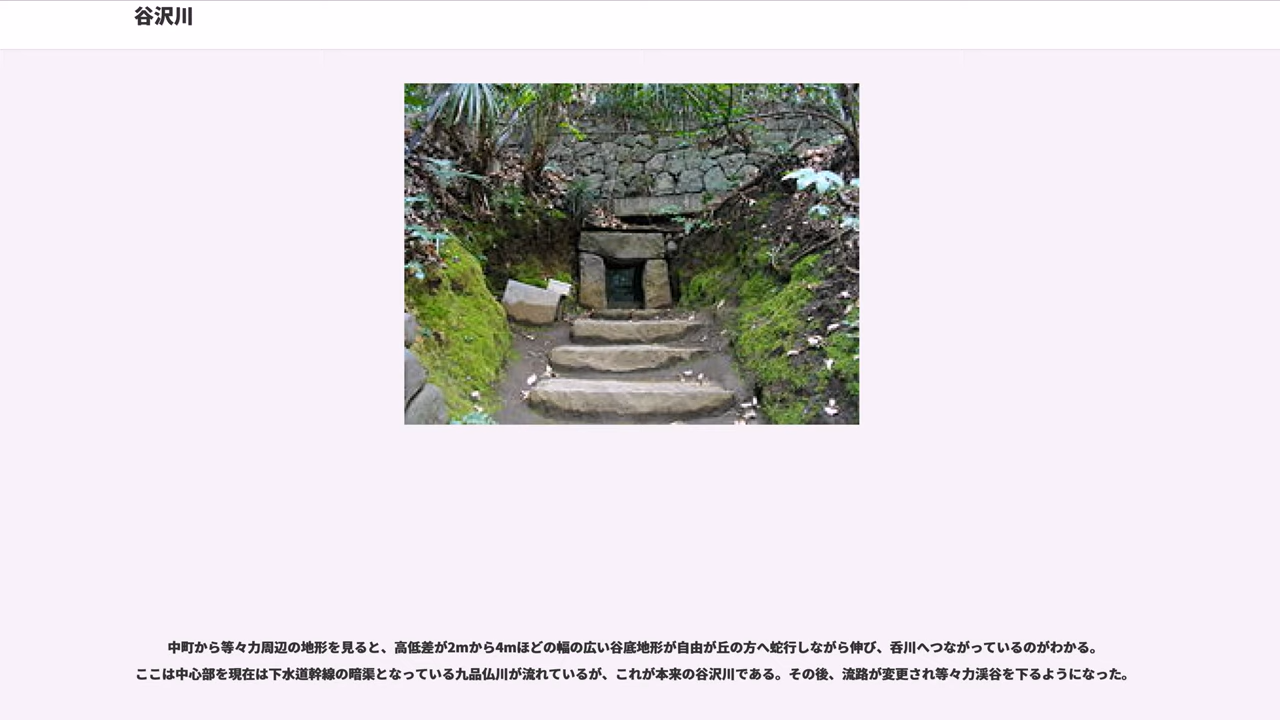 谷沢川
中町から等々力周辺の地形を見ると、高低差が2mから4mほどの幅の広い谷底地形が自由が丘の方へ蛇行しながら伸び、呑川へつながっているのがわかる。
ここは中心部を現在は下水道幹線の暗渠となっている九品仏川が流れているが、これが本来の谷沢川である。その後、流路が変更され等々力渓谷を下るようになった。